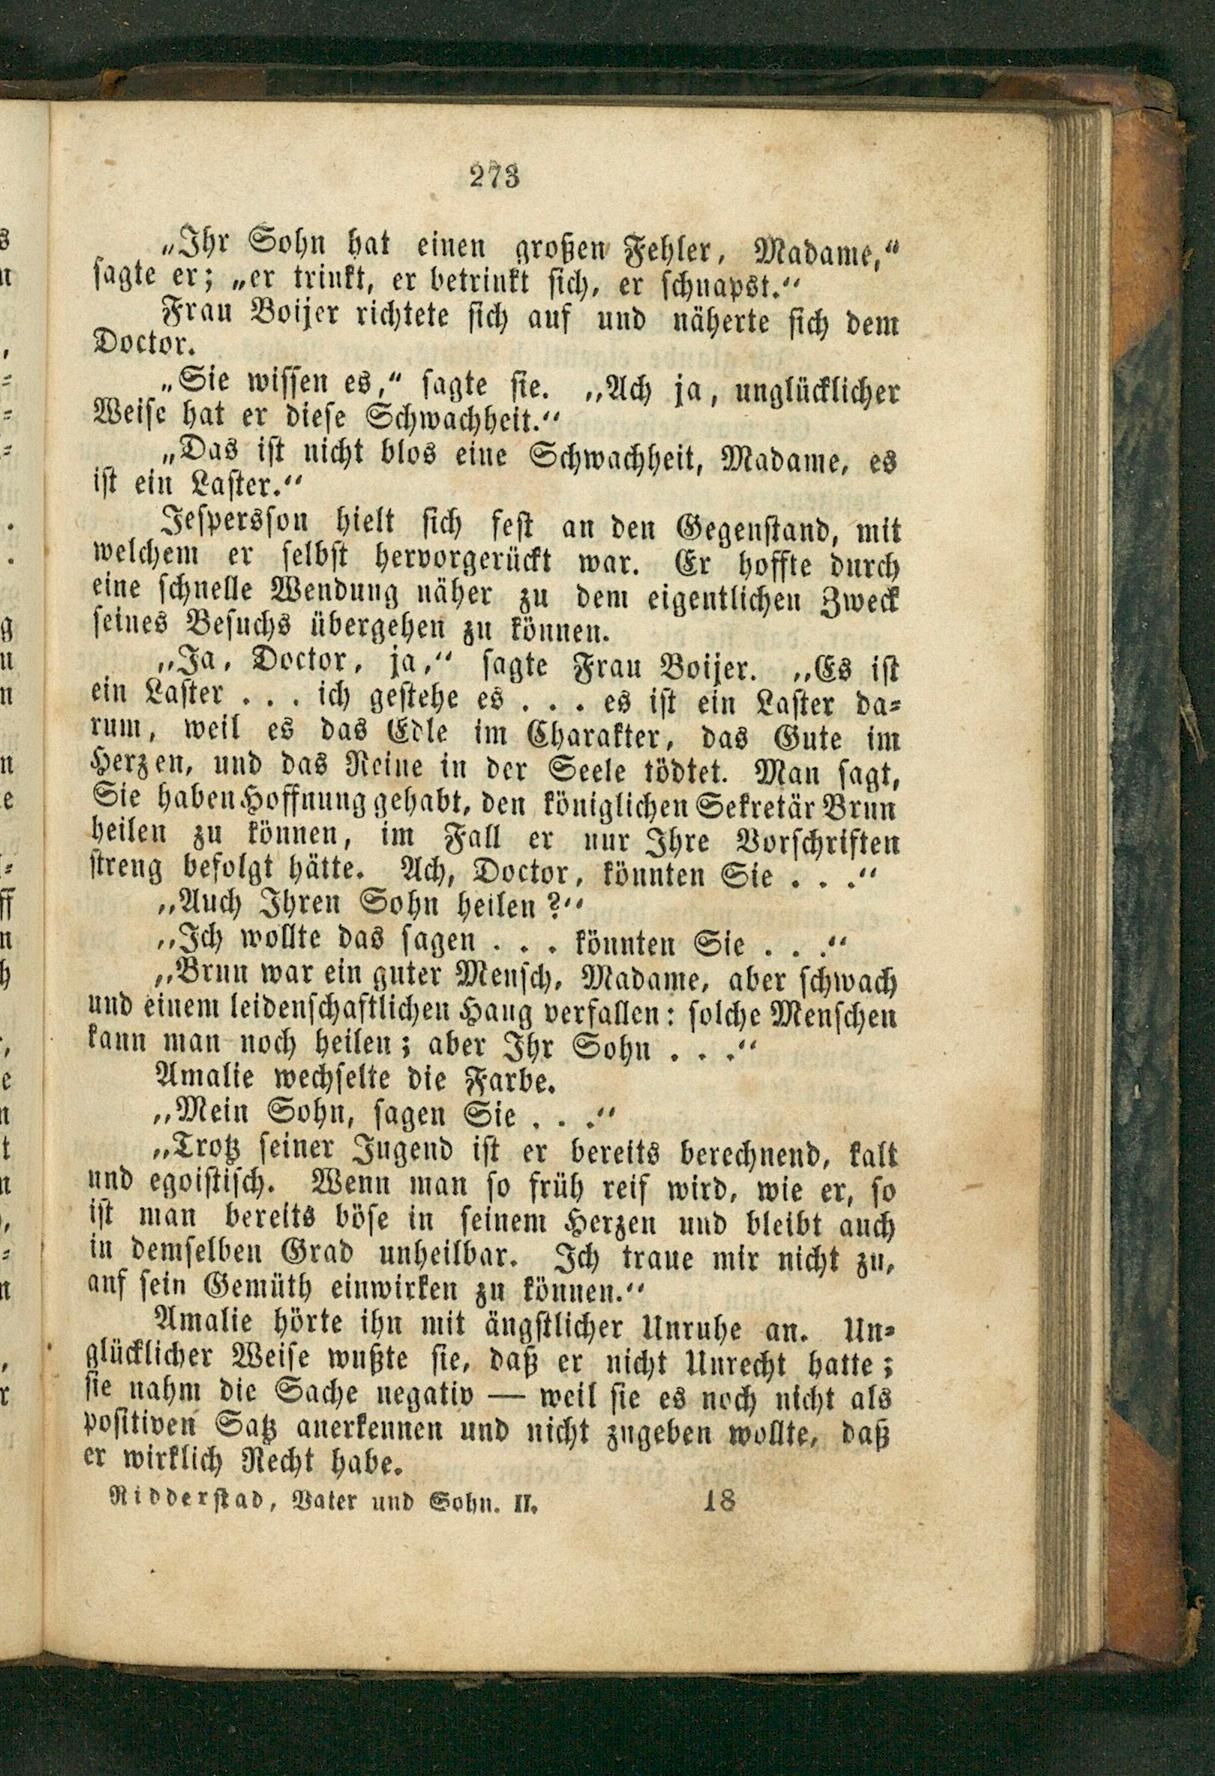 273
„Ihr Sohn hat einen großen Fehler, Madame,“
sagte er; „er trinkt, er betrinkt sich, er schnapst.“
Frau Boijer richtete sich auf und näherte sich dem
Doctor.
„Sie wissen es,“ sagte sie. „Ach ja, unglücklicher
Weise hat er diese Schwachheit.“
„Das ist nicht blos eine Schwachheit, Madame, es
ist ein Laster.“
Jespersson hielt sich fest an den Gegenstand, mit
welchem er selbst hervorgerückt war. Er hoffte durch
eine schnelle Wendung näher zu dem eigentlichen Zweck
seines Besuchs übergehen zu können.
„Ja, Doctor, ja,“ sagte Frau Boijer. „Es ist
ein Laster . . . ich gestehe es . . . es ist ein Laster da-
rum, weil es das Edle im Charakter, das Gute im
Herzen, und das Reine in der Seele tödtet. Man sagt,
Sie haben Hoffnung gehabt, den königlichen Sekretär Brun
heilen zu können, im Fall er nur Ihre Vorschriften
streng befolgt hätte. Ach, Doctor, könnten Sie . . .“
„Auch Ihren Sohn heilen?“
„Ich wollte das sagen . . . könnten Sie . . .“
„Brun war ein guter Mensch, Madame, aber schwach
und einem leidenschaftlichen Hang verfallen: solche Menschen
kann man noch heilen; aber Ihr Sohn . . .“
Amalie wechselte die Farbe.
„Mein Sohn, sagen Sie . . .“
„Trotz seiner Jugend ist er bereits berechnend, kalt
und egoistisch. Wenn man so früh reif wird, wie er, so
ist man bereits böse in seinem Herzen und bleibt auch
in demselben Grad unheilbar. Ich traue mir nicht zu,
auf sein Gemüth einwirken zu können.“
Amalie hörte ihn mit ängstlicher Unruhe an. Un-
glücklicher Weise wußte sie, daß er nicht Unrecht hatte;
sie nahm die Sache negativ — weil sie es noch nicht als
positiven Satz anerkennen und nicht zugeben wollte, daß
er wirklich Recht habe.
Ridderstad, Vater und Sohn. II. 18